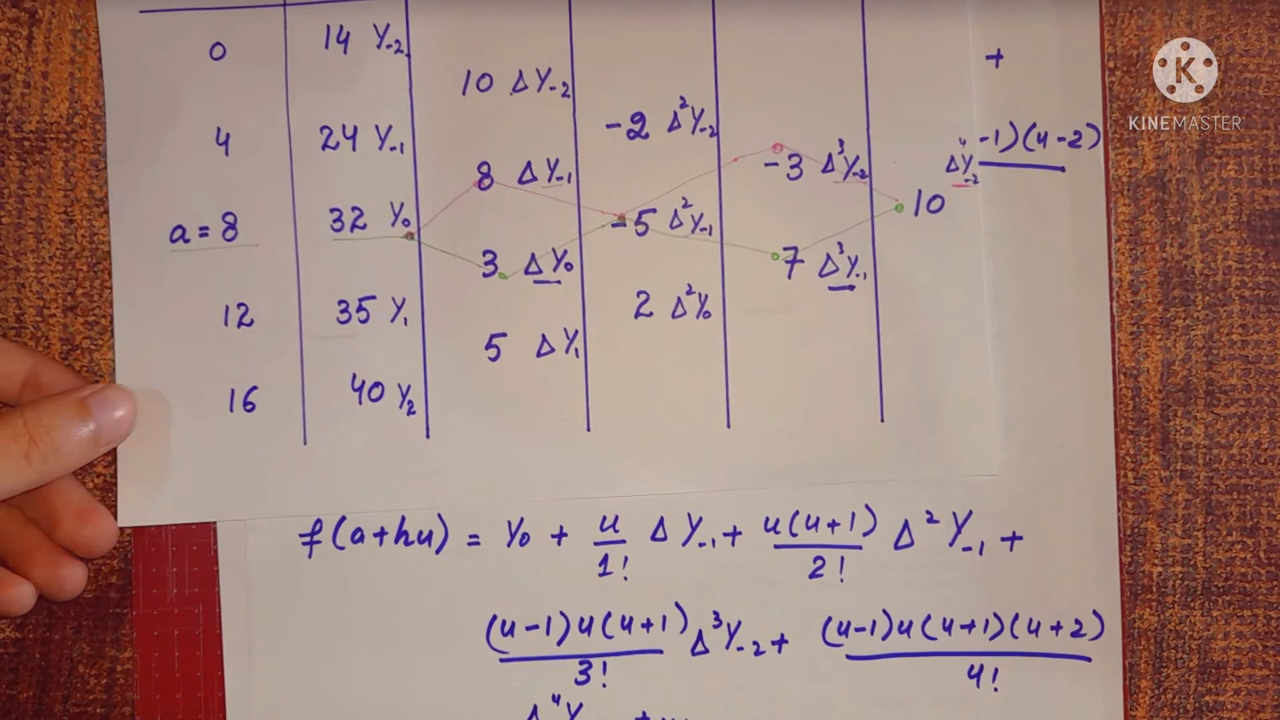 0 14 Y₋₂ +
10 ΔY₋₂
4 24 Y₋₁ -2 Δ²Y₋₂ -1)(u-2)
8 ΔY₋₁ -3 Δ³Y₋₂ Δ⁴Y₋₂
a = 8 32 Y₀ -5 Δ²Y₋₁ 10
3 ΔY₀ 7 Δ³Y₋₁
12 35 Y₁ 2 Δ²Y₀
5 ΔY₁
16 40 Y₂
f(a+hu) = Y₀ + u/1! ΔY₋₁ + u(u+1)/2! Δ²Y₋₁ +
(u-1)u(u+1)/3! Δ³Y₋₂ + (u-1)u(u+1)(u+2)/4!
Δ⁴Y
KINEMASTER